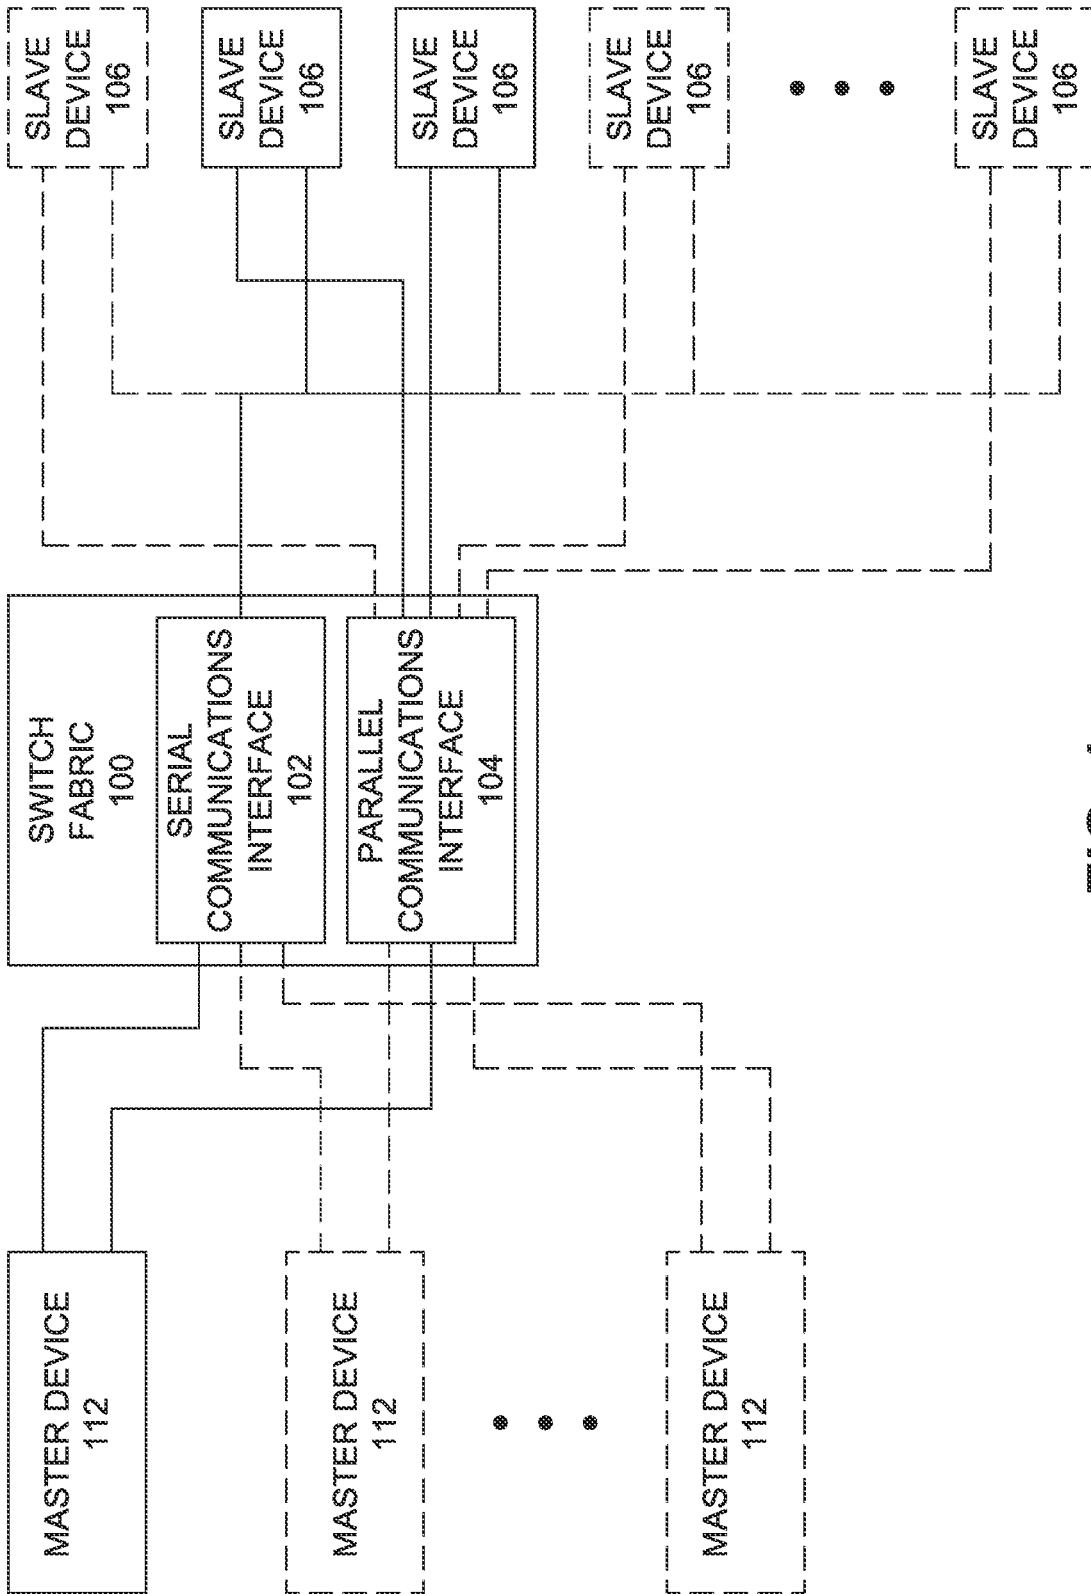 MASTER DEVICE
112
MASTER DEVICE
112
MASTER DEVICE
112
SWITCH
FABRIC
100
SERIAL
COMMUNICATIONS
INTERFACE
102
PARALLEL
COMMUNICATIONS
INTERFACE
104
SLAVE
DEVICE
106
SLAVE
DEVICE
106
SLAVE
DEVICE
106
SLAVE
DEVICE
106
SLAVE
DEVICE
106